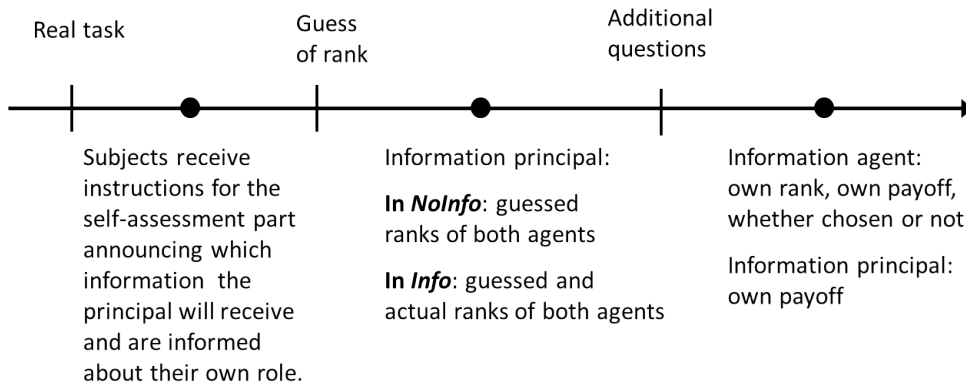 Real task
Guess
of rank
Additional
questions
Subjects receive
instructions for the
self-assessment part
announcing which
information the
principal will receive
and are informed
about their own role.
Information principal:
In NoInfo: guessed
ranks of both agents
In Info: guessed and
actual ranks of both agents
Information agent:
own rank, own payoff,
whether chosen or not
Information principal:
own payoff